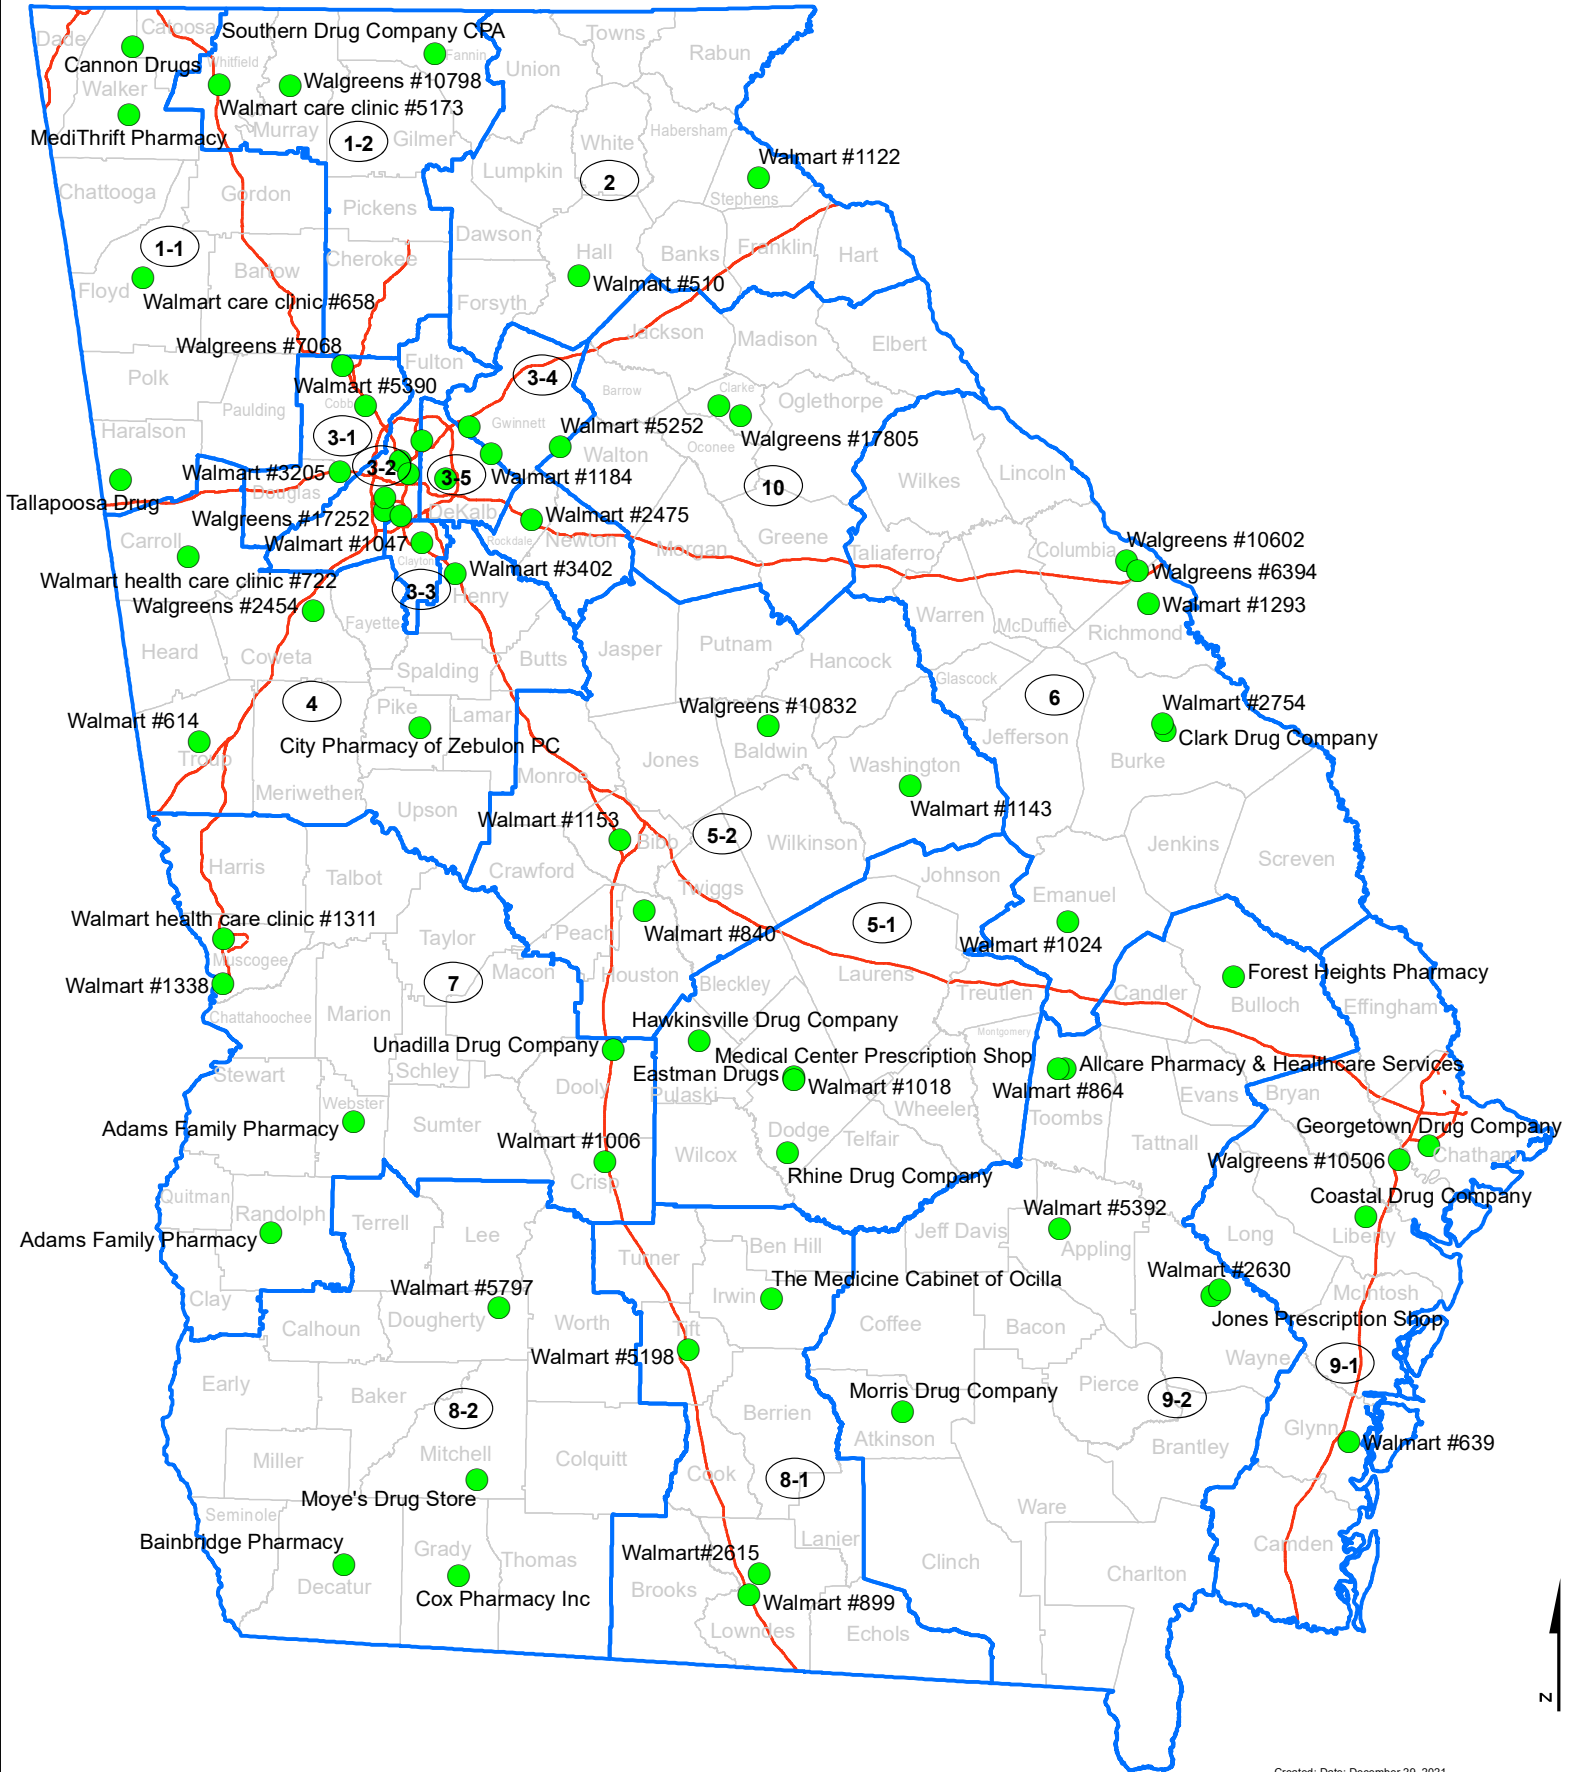 Dade
Catoosa
Southern Drug Company CPA
Towns
Fannin
Rabun
Cannon Drugs
Whitfield
Union
Walker
Walgreens #10798
Walmart care clinic #5173
MediThrift Pharmacy
Murray
1-2
Gilmer
White
Habersham
Walmart #1122
Lumpkin
2
Chattooga
Gordon
Pickens
Stephens
Dawson
1-1
Hall
Banks
Franklin
Hart
Bartow
Cherokee
Floyd
Walmart care clinic #658
Walmart #510
Forsyth
Walgreens #7068
Jackson
Madison
Elbert
Fulton
Polk
3-4
Walmart #5390
Barrow
Clarke
Oglethorpe
Paulding
Cobb
Haralson
3-1
Gwinnett
Walmart #5252
Walgreens #17805
Walton
Oconee
Walmart #3205
3-2
3-5
Walmart #1184
10
Wilkes
Lincoln
Tallapoosa Drug
Douglas
Walgreens #17252
DeKalb
Walmart #2475
Carroll
Walmart #1047
Rockdale
Newton
Morgan
Greene
Taliaferro
Columbia
Walgreens #10602
Clayton
Walmart #3402
Walgreens #6394
Walmart health care clinic #722
3-3
Henry
Walgreens #2454
Walmart #1293
Fayette
Warren
McDuffie
Richmond
Heard
Coweta
Spalding
Butts
Jasper
Putnam
Hancock
Glascock
4
Pike
Lamar
Walgreens #10832
6
Walmart #2754
Walmart #614
City Pharmacy of Zebulon PC
Jefferson
Clark Drug Company
Troup
Jones
Baldwin
Washington
Burke
Meriwether
Monroe
Upson
Walmart #1143
Walmart #1153
5-2
Bibb
Wilkinson
Jenkins
Screven
Harris
Talbot
Crawford
Twiggs
Johnson
Emanuel
Walmart health care clinic #1311
5-1
Taylor
Peach
Walmart #840
Walmart #1024
Muscogee
7
Macon
Houston
Bleckley
Laurens
Treutlen
Candler
Forest Heights Pharmacy
Walmart #1338
Bulloch
Effingham
Chattahoochee
Marion
Hawkinsville Drug Company
Montgomery
Unadilla Drug Company
Medical Center Prescription Shop
Allcare Pharmacy & Healthcare Services
Stewart
Schley
Eastman Drugs
Dooly
Walmart #1018
Walmart #864
Pulaski
Evans
Bryan
Webster
Wheeler
Toombs
Adams Family Pharmacy
Sumter
Dodge
Telfair
Georgetown Drug Company
Walmart #1006
Wilcox
Tattnall
Chatham
Walgreens #10506
Rhine Drug Company
Crisp
Quitman
Coastal Drug Company
Randolph
Terrell
Lee
Walmart #5392
Adams Family Pharmacy
Jeff Davis
Appling
Long
Liberty
Turner
Ben Hill
Walmart #5797
The Medicine Cabinet of Ocilla
Walmart #2630
Clay
Irwin
McIntosh
Calhoun
Dougherty
Worth
Tift
Coffee
Bacon
Jones Prescription Shop
Walmart #5198
Wayne
9-1
Early
Baker
Pierce
Morris Drug Company
8-2
Berrien
9-2
Atkinson
Glynn
Miller
Mitchell
Colquitt
Brantley
Walmart #639
Cook
8-1
Moye's Drug Store
Ware
Seminole
Lanier
Bainbridge Pharmacy
Grady
Thomas
Walmart#2615
Camden
Decatur
Brooks
Clinch
Charlton
Cox Pharmacy Inc
Walmart #899
Lowndes
Echols
N
Created: Date: December 29, 2021